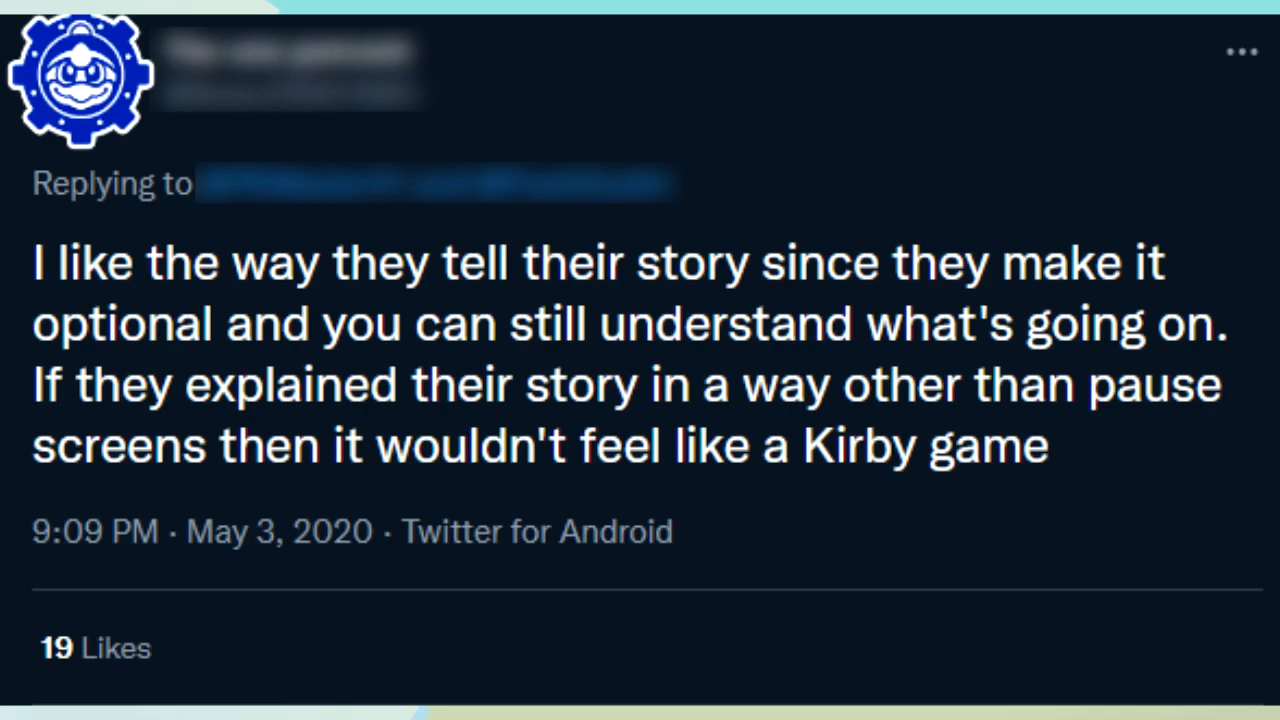 Replying to
I like the way they tell their story since they make it
optional and you can still understand what's going on.
If they explained their story in a way other than pause
screens then it wouldn't feel like a Kirby game
9:09 PM · May 3, 2020 · Twitter for Android
19 Likes